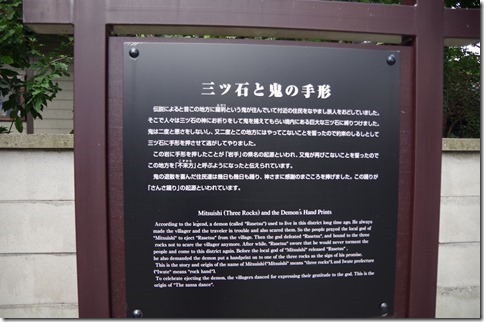 三ツ石と鬼の手形
伝説によると昔この地方に羅刹という鬼が住んでいて付近の住民をなやまし旅人をおどしていました。
そこで人々は三ツ石の神にお祈りをして鬼を捕えてもらい境内にある巨大な三ツ石に縛りつけました。
鬼は二度と悪さをしないし、又二度とこの地方にはやってこないことを誓ったので約束のしるしとして
三ツ石に手形を押させて逃がしてやりました。
この岩に手形を押したことが「岩手」の県名の起源といわれ、又鬼が再びこないことを誓ったので
この地方を「不来方」と呼ぶようになったと伝えられています。
鬼の退散を喜んだ住民達は幾日も幾日も踊り、神さまに感謝のまごころを捧げました。この踊りが
「さんさ踊り」の起源といわれています。
Mitsuishi (Three Rocks) and the Demon's Hand Prints
According to the legend, a demon (called "Rasetsu") used to live in this district long time ago. He always
made the villager and the traveler in trouble and also scared them. So the people prayed the local god of
"Mitsuishi" to eject "Rasetsu" from the village. Then the god defeated "Rasetsu", and bound to the three
rocks not to scare the villager anymore. After while, "Rasetsu" swore that he would never torment the
people and come to this district again. Before the local god of "Mitsuishi" released "Rasetsu" ,
he also demanded the demon put a handprint on to one of the three rocks as the sign of his promise.
This is the story and origin of the name of Mitsuishi("Mitsuishi" means "three rocks"), and Iwate prefecture
("Iwate" means "rock hand").
To celebrate ejecting the demon, the villagers danced for expressing their gratitude to the god. This is the
origin of "The sansa dance".